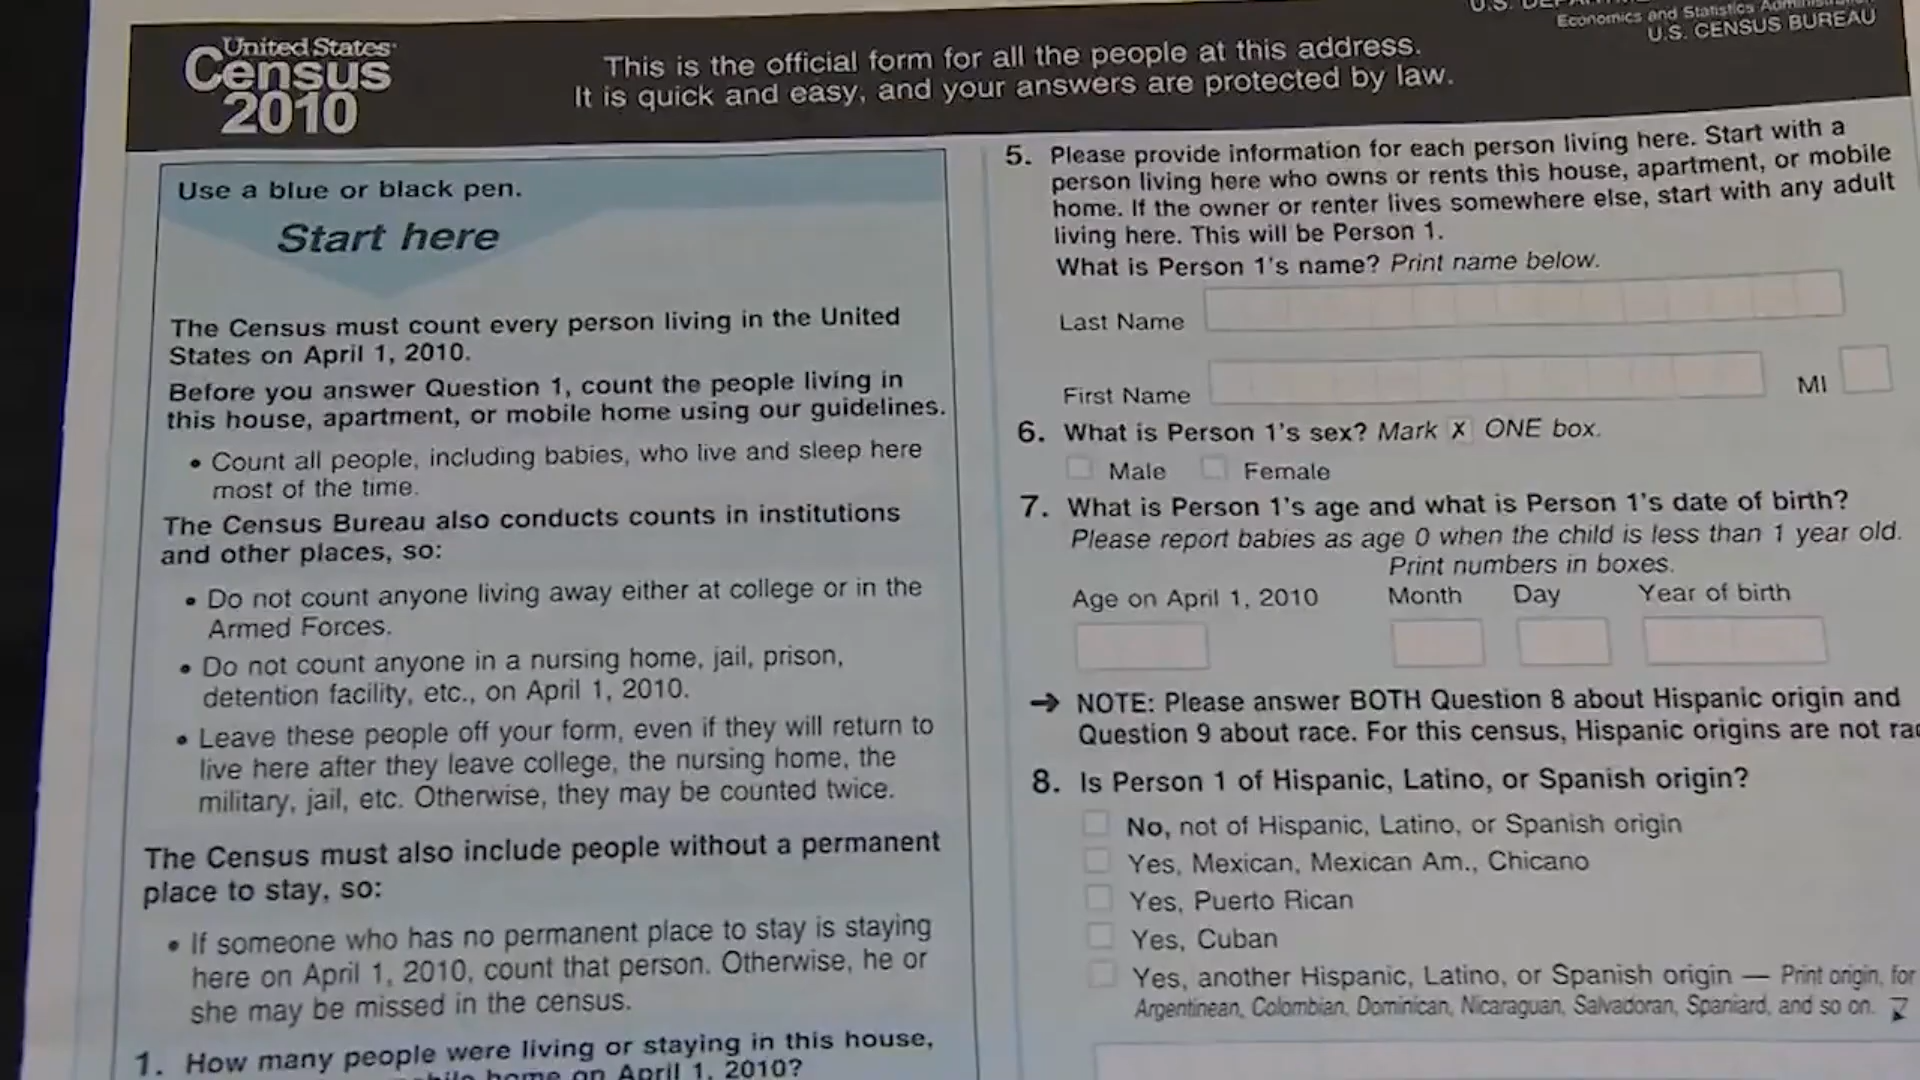 United States
Census
2010
This is the official form for all the people at this address.
It is quick and easy, and your answers are protected by law.
U.S.
Economics and Statistics
U.S. CENSUS BUREAU
Use a blue or black pen.
Start here
The Census must count every person living in the United
States on April 1, 2010.
Before you answer Question 1, count the people living in
this house, apartment, or mobile home using our guidelines.
• Count all people, including babies, who live and sleep here
most of the time.
The Census Bureau also conducts counts in institutions
and other places, so:
• Do not count anyone living away either at college or in the
Armed Forces.
• Do not count anyone in a nursing home, jail, prison,
detention facility, etc., on April 1, 2010.
• Leave these people off your form, even if they will return to
live here after they leave college, the nursing home, the
military, jail, etc. Otherwise, they may be counted twice.
The Census must also include people without a permanent
place to stay, so:
• If someone who has no permanent place to stay is staying
here on April 1, 2010, count that person. Otherwise, he or
she may be missed in the census.
1. How many people were living or staying in this house,
home on April 1, 2010?
5. Please provide information for each person living here. Start with a
person living here who owns or rents this house, apartment, or mobile
home. If the owner or renter lives somewhere else, start with any adult
living here. This will be Person 1.
What is Person 1's name? Print name below.
Last Name
First Name MI
6. What is Person 1's sex? Mark X ONE box.
Male Female
7. What is Person 1's age and what is Person 1's date of birth?
Please report babies as age 0 when the child is less than 1 year old.
Print numbers in boxes.
Age on April 1, 2010 Month Day Year of birth
→ NOTE: Please answer BOTH Question 8 about Hispanic origin and
Question 9 about race. For this census, Hispanic origins are not
8. Is Person 1 of Hispanic, Latino, or Spanish origin?
No, not of Hispanic, Latino, or Spanish origin
Yes, Mexican, Mexican Am., Chicano
Yes, Puerto Rican
Yes, Cuban
Yes, another Hispanic, Latino, or Spanish origin — Print origin, for
Argentinean, Colombian, Dominican, Nicaraguan, Salvadoran, Spaniard, and so on.